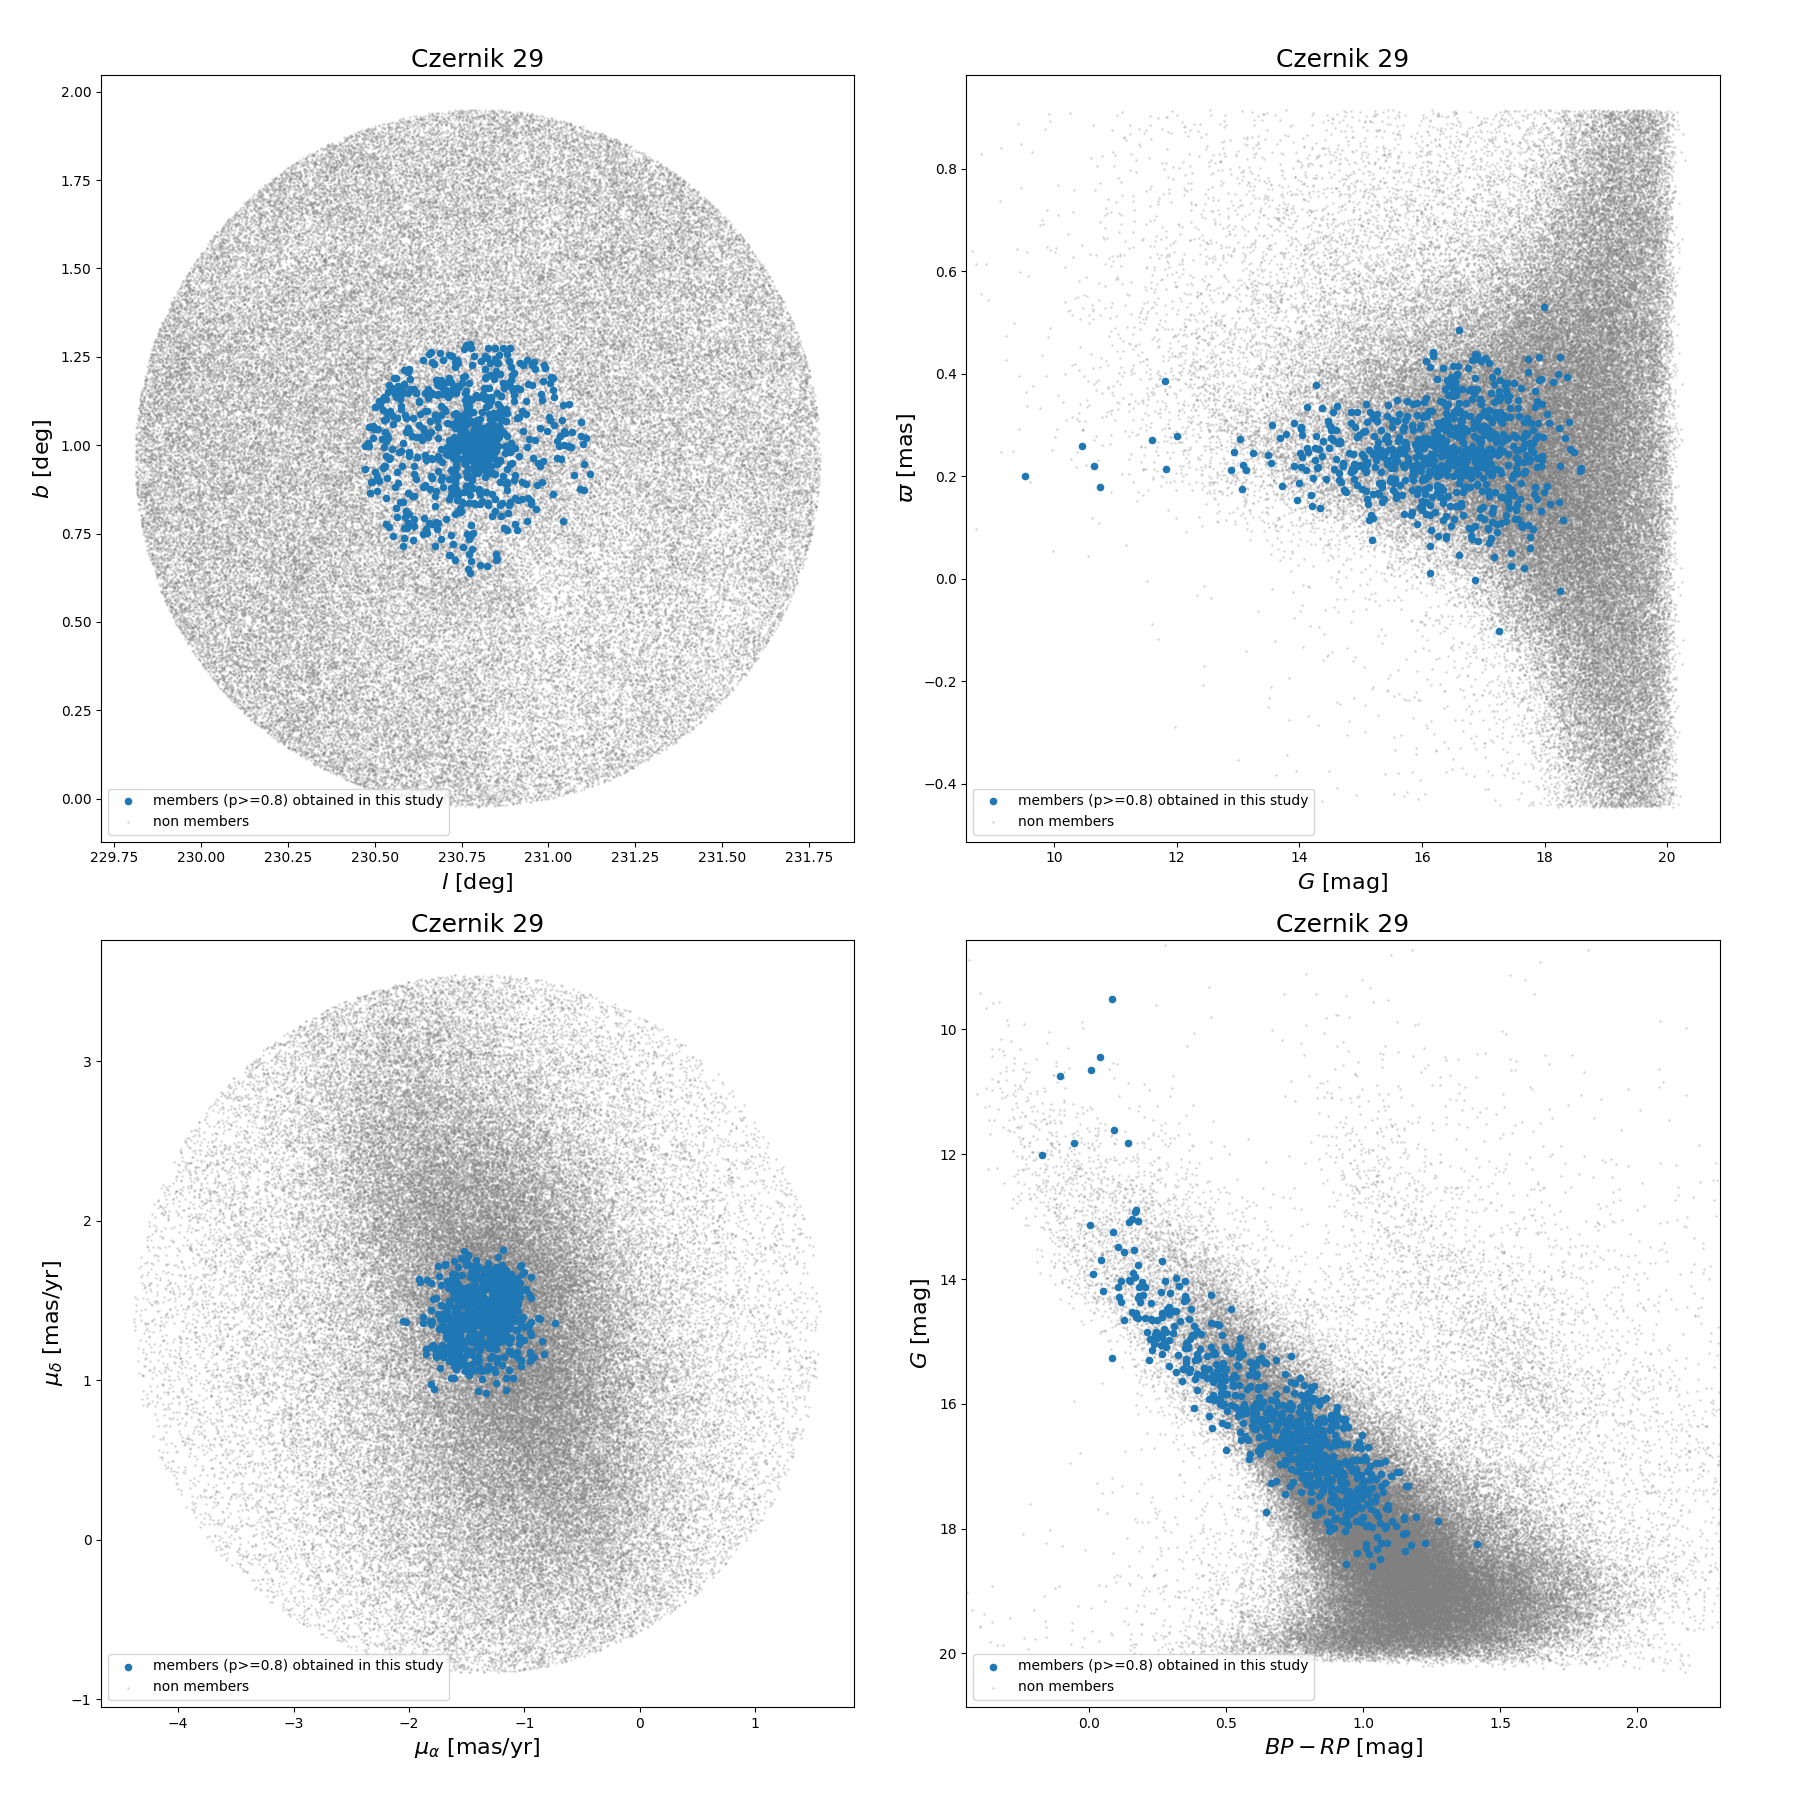 Czernik 29
2.00
1.75
1.50
1.25
1.00
0.75
0.50
0.25
0.00
b [deg]
members (p>=0.8) obtained in this study
non members
229.75 230.00 230.25 230.50 230.75 231.00 231.25 231.50 231.75
l [deg]
Czernik 29
0.8
0.6
0.4
0.2
0.0
−0.2
−0.4
ϖ [mas]
members (p>=0.8) obtained in this study
non members
10 12 14 16 18 20
G [mag]
Czernik 29
3
2
1
0
−1
μδ [mas/yr]
members (p>=0.8) obtained in this study
non members
−4 −3 −2 −1 0 1
μα [mas/yr]
Czernik 29
10
12
14
16
18
20
G [mag]
members (p>=0.8) obtained in this study
non members
0.0 0.5 1.0 1.5 2.0
BP − RP [mag]